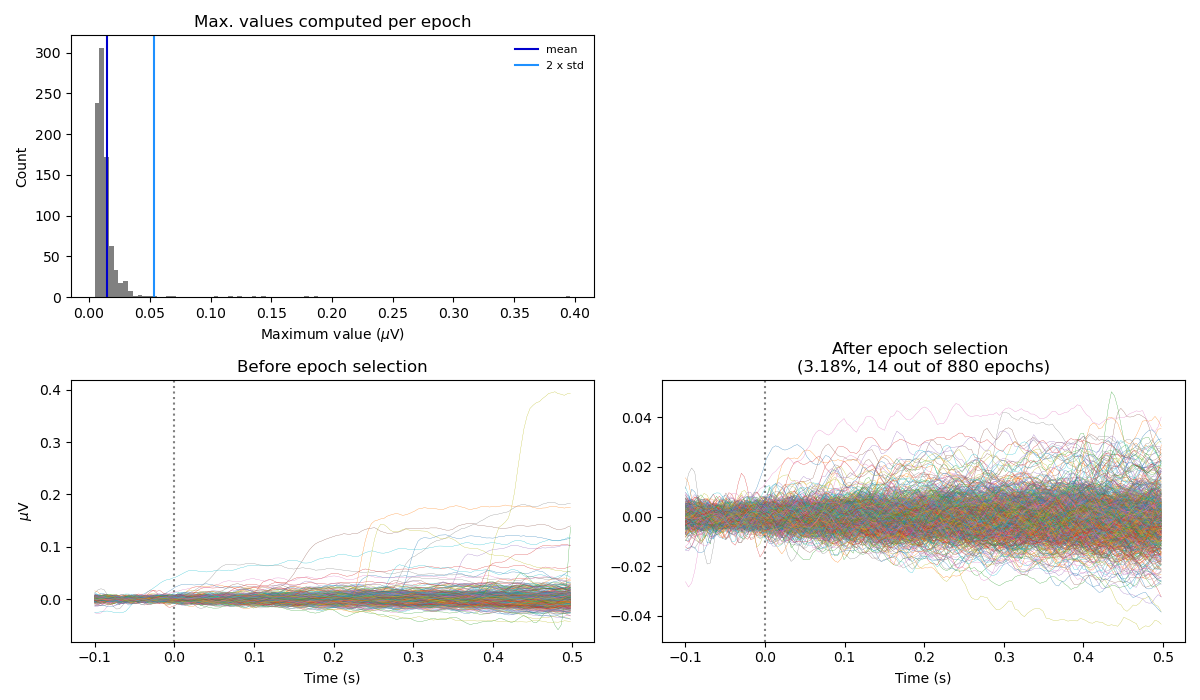 Max. values computed per epoch
mean
2 x std
Count
300
250
200
150
100
50
0
0.00 0.05 0.10 0.15 0.20 0.25 0.30 0.35 0.40
Maximum value (μV)
Before epoch selection
μV
0.4
0.3
0.2
0.1
0.0
−0.1 0.0 0.1 0.2 0.3 0.4 0.5
Time (s)
After epoch selection
(3.18%, 14 out of 880 epochs)
0.04
0.02
0.00
−0.02
−0.04
−0.1 0.0 0.1 0.2 0.3 0.4 0.5
Time (s)